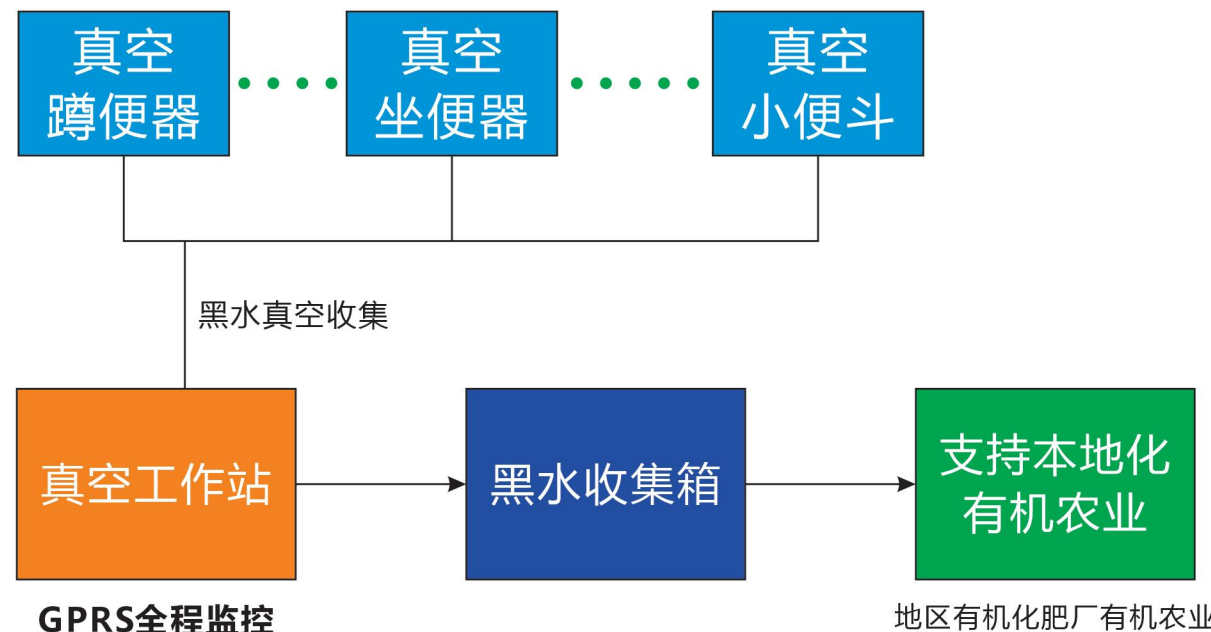 真空
蹲便器
真空
坐便器
真空
小便斗
黑水真空收集
真空工作站
黑水收集箱
支持本地化
有机农业
GPRS全程监控
地区有机化肥厂有机农业